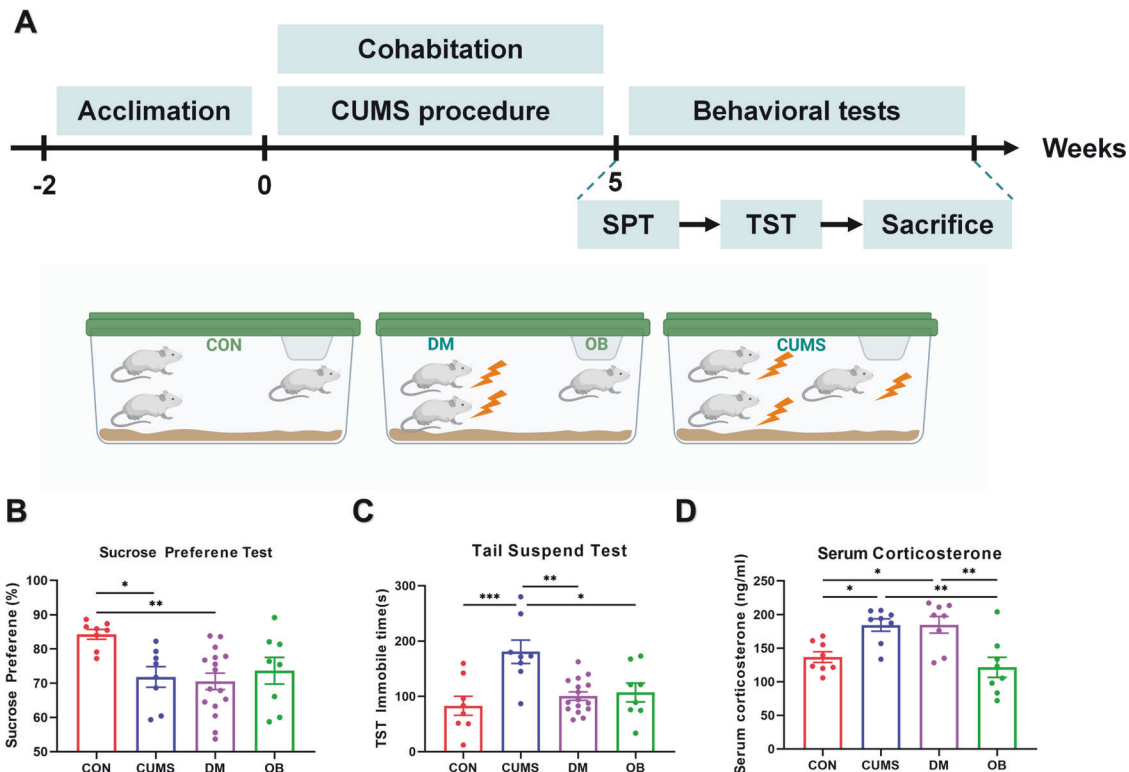 A
Cohabitation
Acclimation
CUMS procedure
Behavioral tests
Weeks
-2
0
5
SPT
TST
Sacrifice
CON
DM
OB
CUMS
B
Sucrose Preferene Test
Sucrose Preferene (%)
100
90
80
70
60
50
*
**
CON
CUMS
DM
OB
C
Tail Suspend Test
TST Immobile time(s)
300
200
100
0
***
**
*
CON
CUMS
DM
OB
D
Serum Corticosterone
Serum corticosterone (ng/ml)
250
200
150
100
50
0
*
**
*
**
CON
CUMS
DM
OB